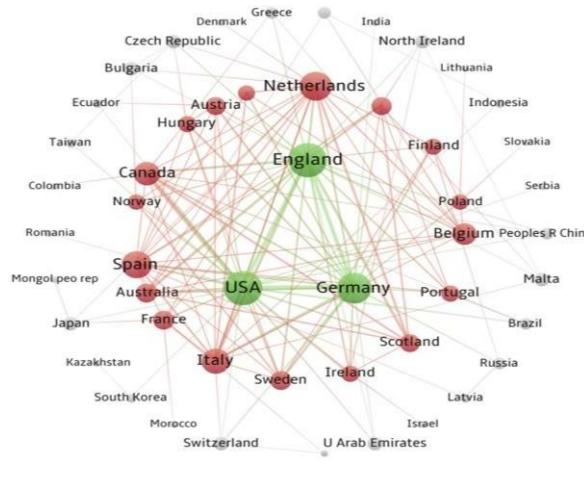 Greece
Denmark
India
Czech Republic
North Ireland
Bulgaria
Lithuania
Netherlands
Ecuador
Austria
Indonesia
Hungary
Taiwan
Finland
Slovakia
England
Canada
Colombia
Serbia
Norway
Poland
Romania
Belgium
Peoples R Chin
Spain
Mongol peo rep
Malta
USA
Germany
Australia
Portugal
Japan
France
Brazil
Scotland
Kazakhstan
Italy
Russia
Ireland
Sweden
South Korea
Latvia
Morocco
Israel
Switzerland
U Arab Emirates